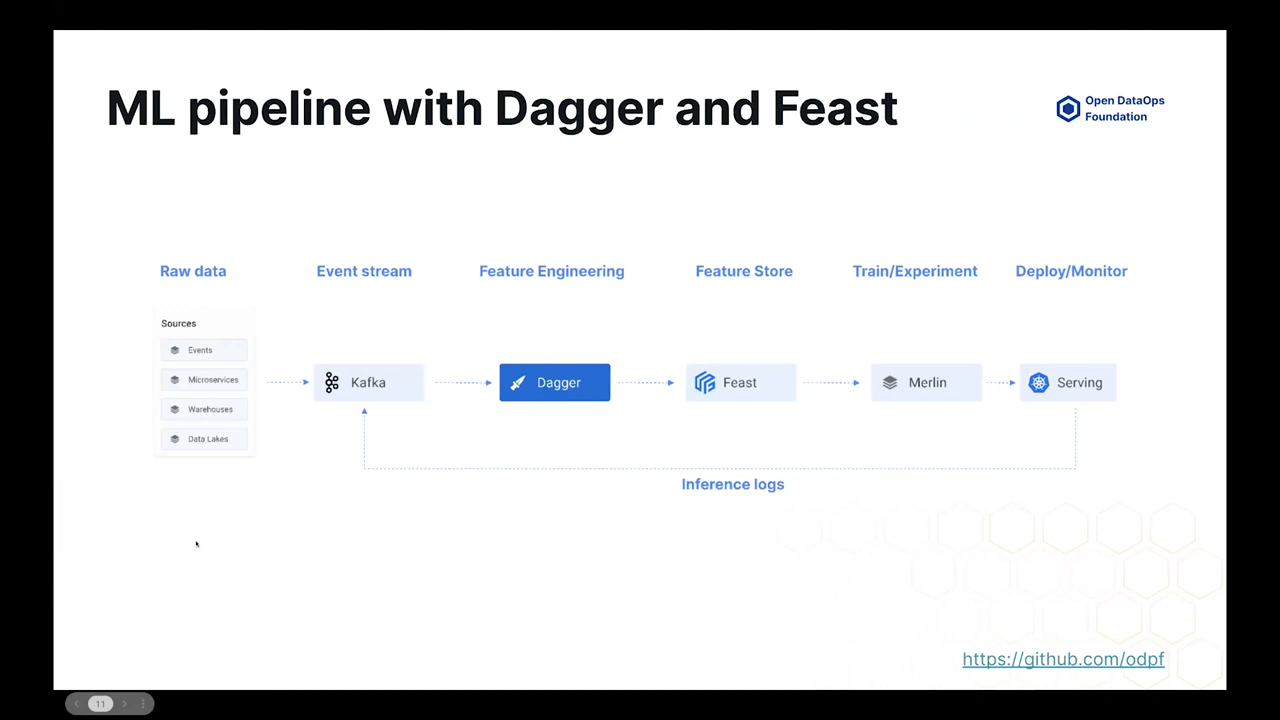 ML pipeline with Dagger and Feast
Open DataOps
Foundation
Raw data
Event stream
Feature Engineering
Feature Store
Train/Experiment
Deploy/Monitor
Sources
Events
Microservices
Warehouses
Data Lakes
Kafka
Dagger
Feast
Merlin
Serving
Inference logs
https://github.com/odpf
11